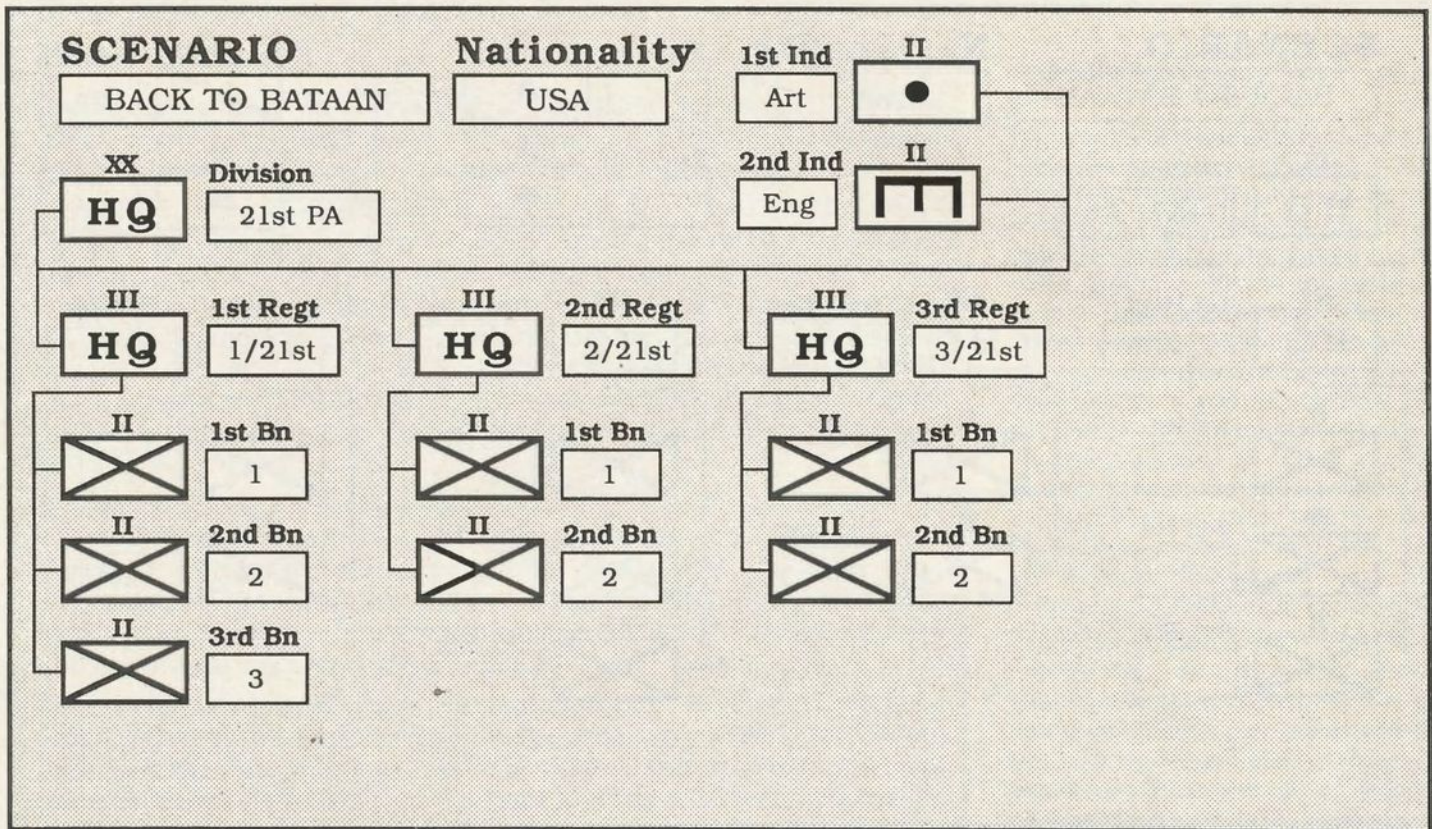 SCENARIO
Nationality
BACK TO BATAAN
USA
1st Ind
II
Art
2nd Ind
II
Eng
XX
HQ
Division
21st PA
III
HQ
1st Regt
1/21st
III
HQ
2nd Regt
2/21st
III
HQ
3rd Regt
3/21st
II
1st Bn
1
II
1st Bn
1
II
1st Bn
1
II
2nd Bn
2
II
2nd Bn
2
II
2nd Bn
2
II
3rd Bn
3